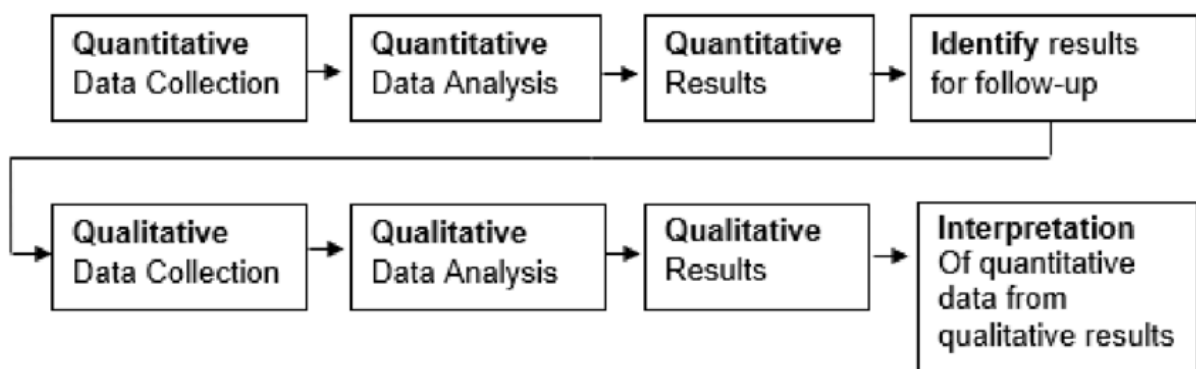 Quantitative
Data Collection
Quantitative
Data Analysis
Quantitative
Results
Identify results
for follow-up
Qualitative
Data Collection
Qualitative
Data Analysis
Qualitative
Results
Interpretation
Of quantitative
data from
qualitative results